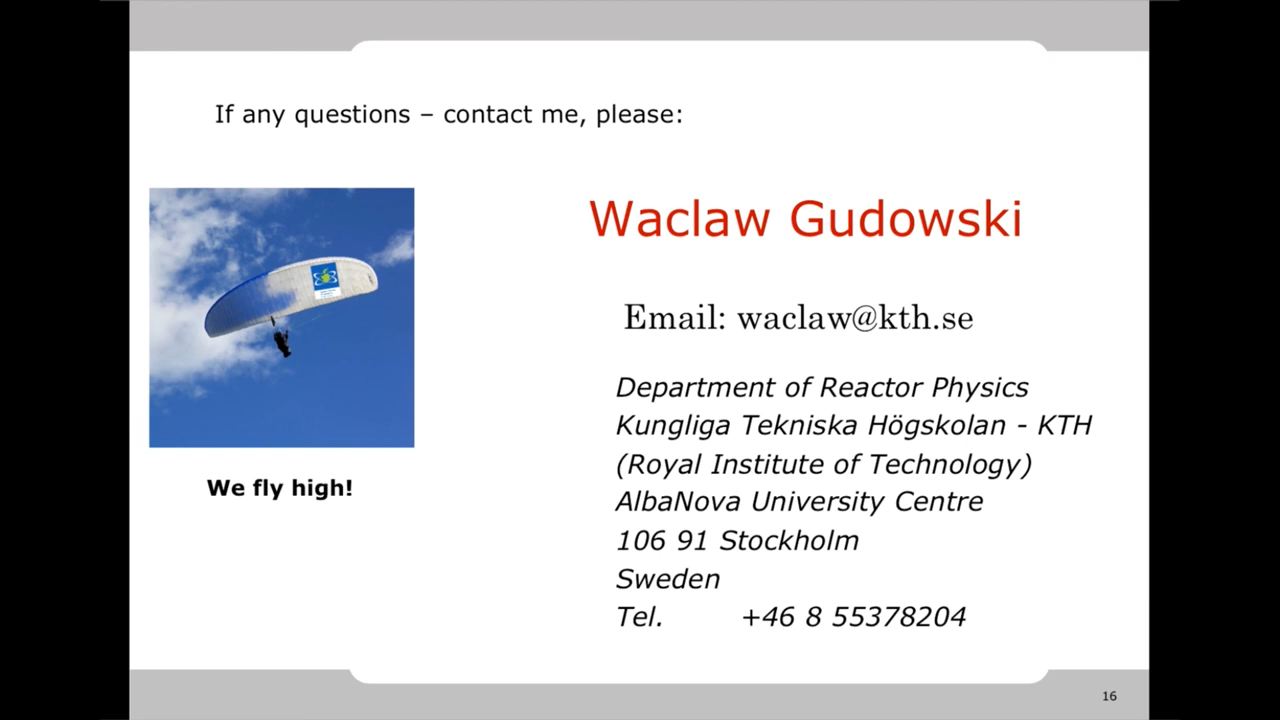 If any questions – contact me, please:
Waclaw Gudowski
Email: waclaw@kth.se
Department of Reactor Physics
Kungliga Tekniska Högskolan - KTH
(Royal Institute of Technology)
AlbaNova University Centre
106 91 Stockholm
Sweden
Tel. +46 8 55378204
We fly high!
16